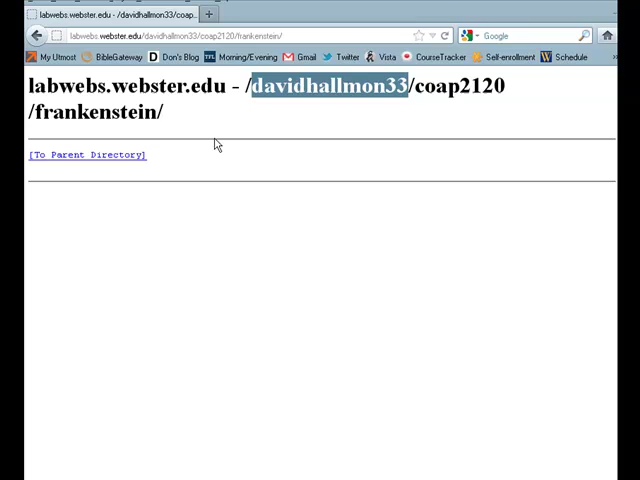 labwebs.webster.edu - /davidhallmon33/coap...
labwebs.webster.edu/davidhallmon33/coap2120/frankenstein/
Google
My Utmost BibleGateway Don's Blog Morning/Evening Gmail Twitter Vista CourseTracker Self-enrollment Schedule
labwebs.webster.edu - /davidhallmon33/coap2120
/frankenstein/
[To Parent Directory]